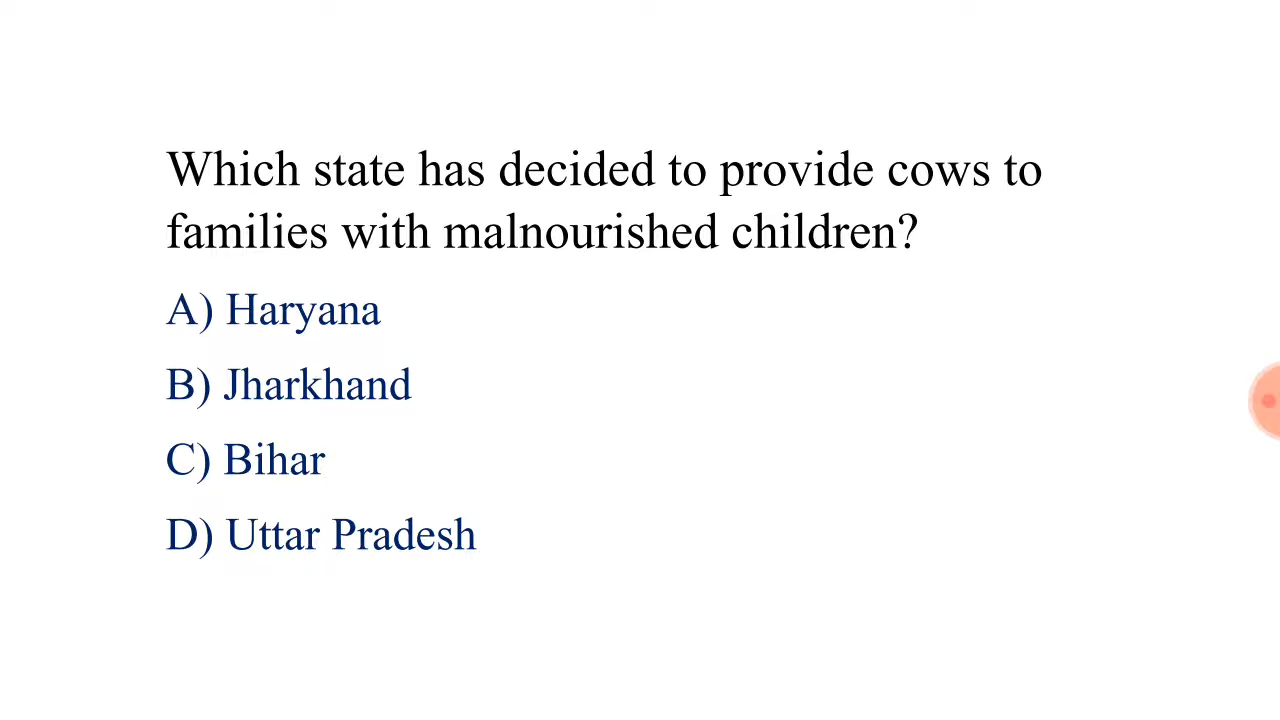 Which state has decided to provide cows to
families with malnourished children?
A) Haryana
B) Jharkhand
C) Bihar
D) Uttar Pradesh